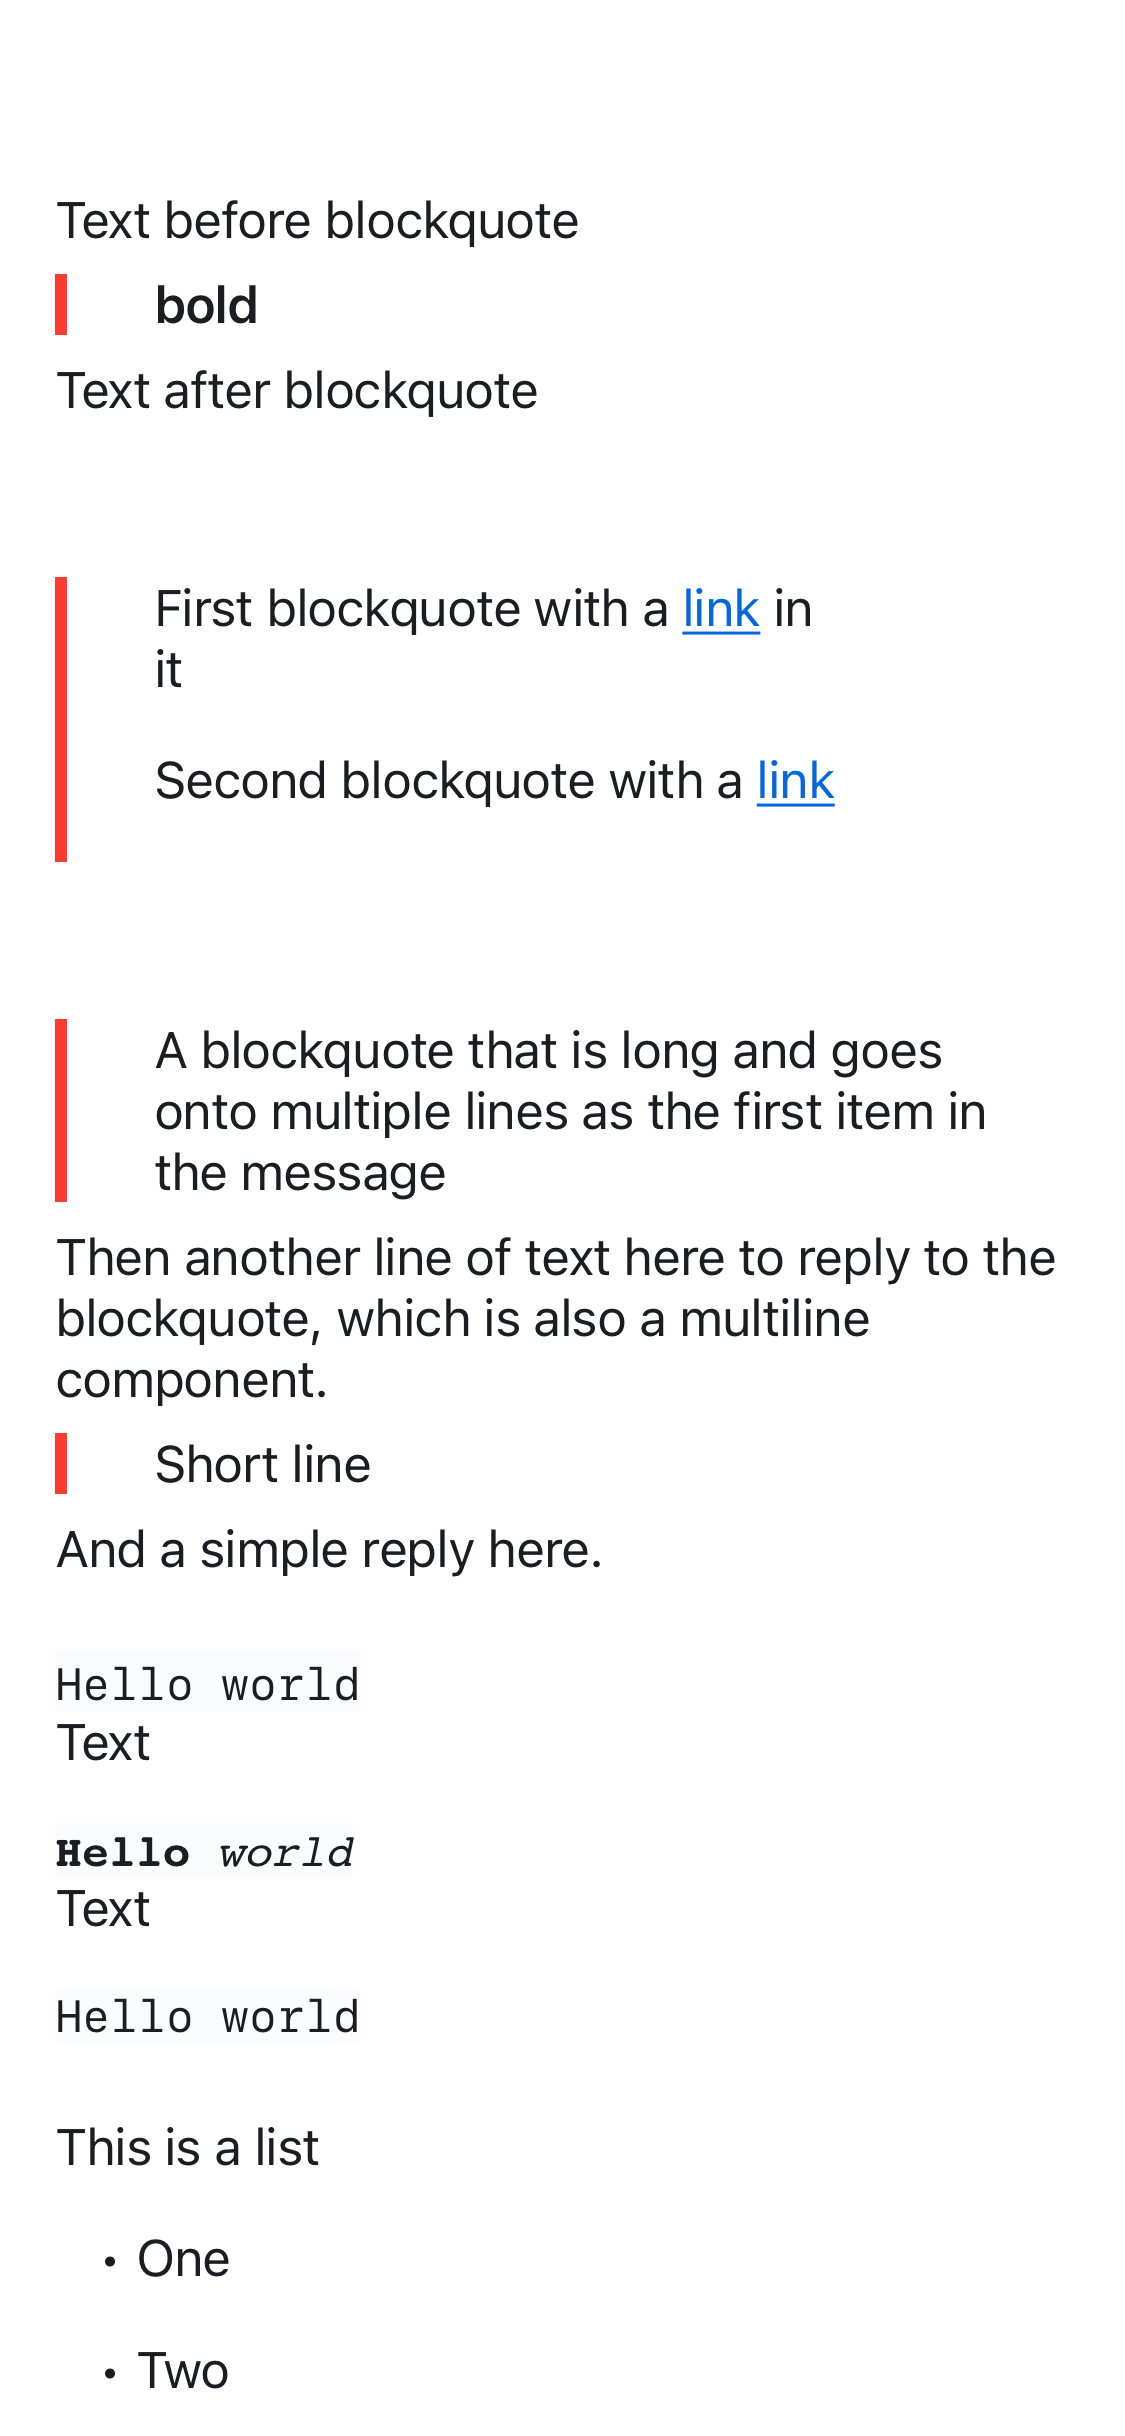 Text before blockquote
bold
Text after blockquote
First blockquote with a link in
it
Second blockquote with a link
A blockquote that is long and goes
onto multiple lines as the first item in
the message
Then another line of text here to reply to the
blockquote, which is also a multiline
component.
Short line
And a simple reply here.
Hello world
Text
Hello world
Text
Hello world
This is a list
• One
• Two